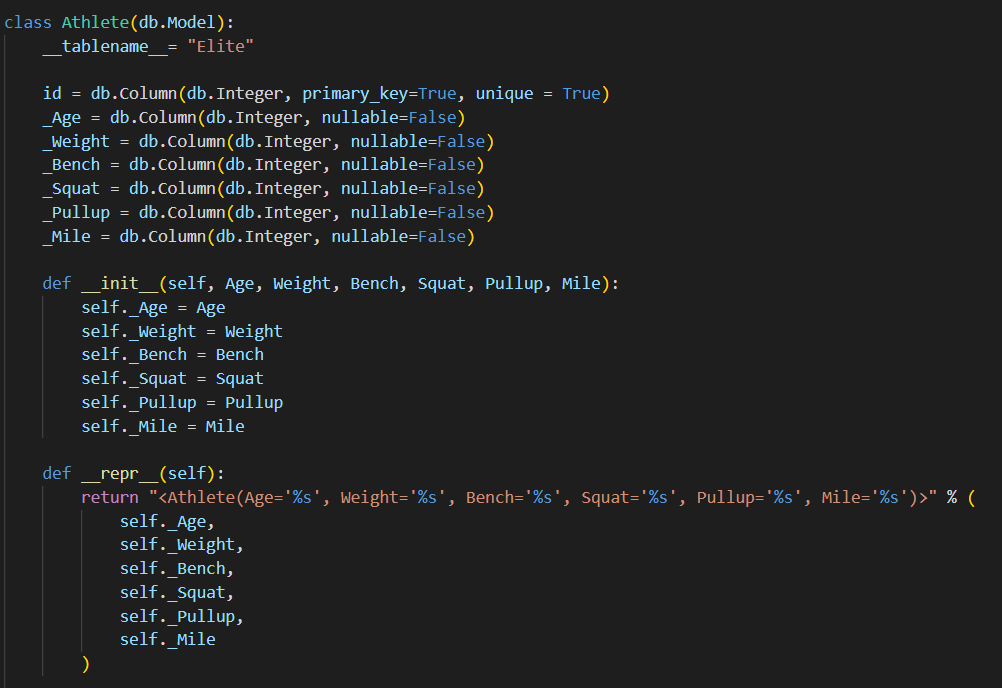 class Athlete(db.Model):
    __tablename__= "Elite"

    id = db.Column(db.Integer, primary_key=True, unique = True)
    _Age = db.Column(db.Integer, nullable=False)
    _Weight = db.Column(db.Integer, nullable=False)
    _Bench = db.Column(db.Integer, nullable=False)
    _Squat = db.Column(db.Integer, nullable=False)
    _Pullup = db.Column(db.Integer, nullable=False)
    _Mile = db.Column(db.Integer, nullable=False)

    def __init__(self, Age, Weight, Bench, Squat, Pullup, Mile):
        self._Age = Age
        self._Weight = Weight
        self._Bench = Bench
        self._Squat = Squat
        self._Pullup = Pullup
        self._Mile = Mile

    def __repr__(self):
        return "<Athlete(Age='%s', Weight='%s', Bench='%s', Squat='%s', Pullup='%s', Mile='%s')>" % (
            self._Age,
            self._Weight,
            self._Bench,
            self._Squat,
            self._Pullup,
            self._Mile
        )